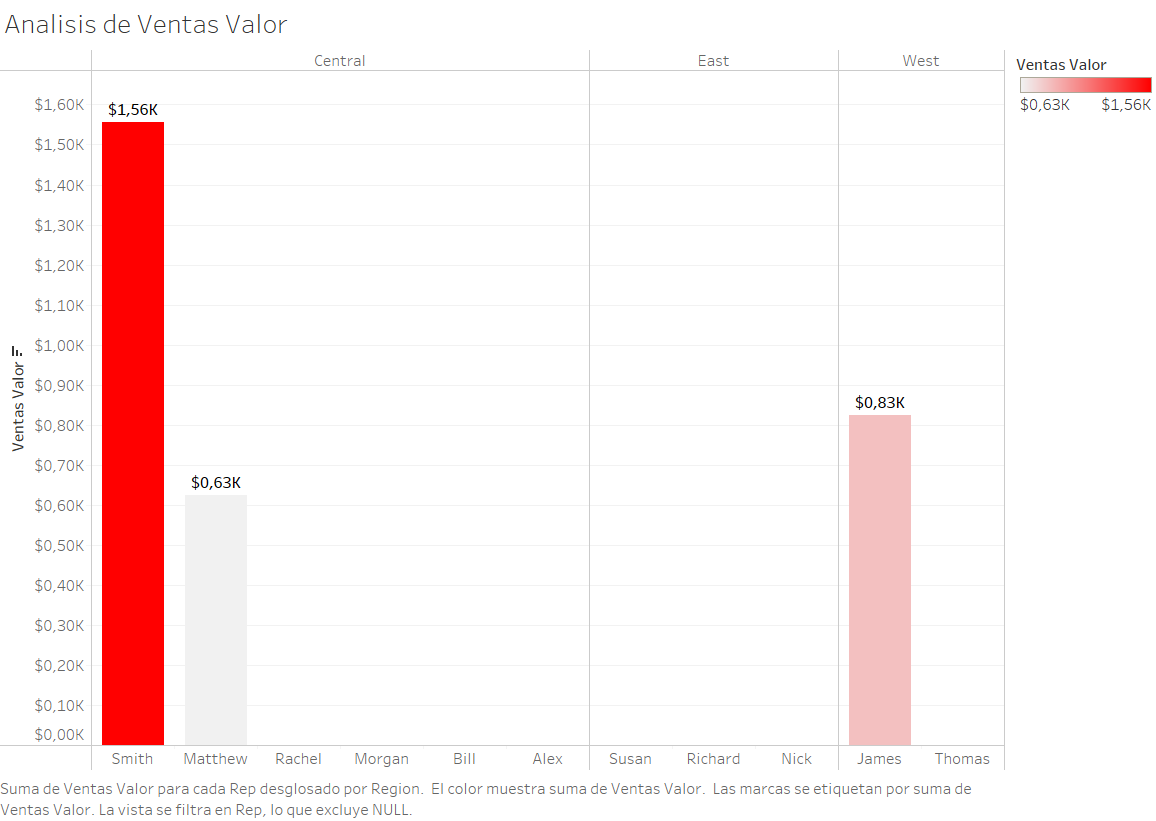 Analisis de Ventas Valor
Central
East
West
Ventas Valor
$0,63K
$1,56K
Ventas Valor
$1,60K
$1,50K
$1,40K
$1,30K
$1,20K
$1,10K
$1,00K
$0,90K
$0,80K
$0,70K
$0,60K
$0,50K
$0,40K
$0,30K
$0,20K
$0,10K
$0,00K
$1,56K
$0,63K
$0,83K
Smith
Matthew
Rachel
Morgan
Bill
Alex
Susan
Richard
Nick
James
Thomas
Suma de Ventas Valor para cada Rep desglosado por Region. El color muestra suma de Ventas Valor. Las marcas se etiquetan por suma de
Ventas Valor. La vista se filtra en Rep, lo que excluye NULL.